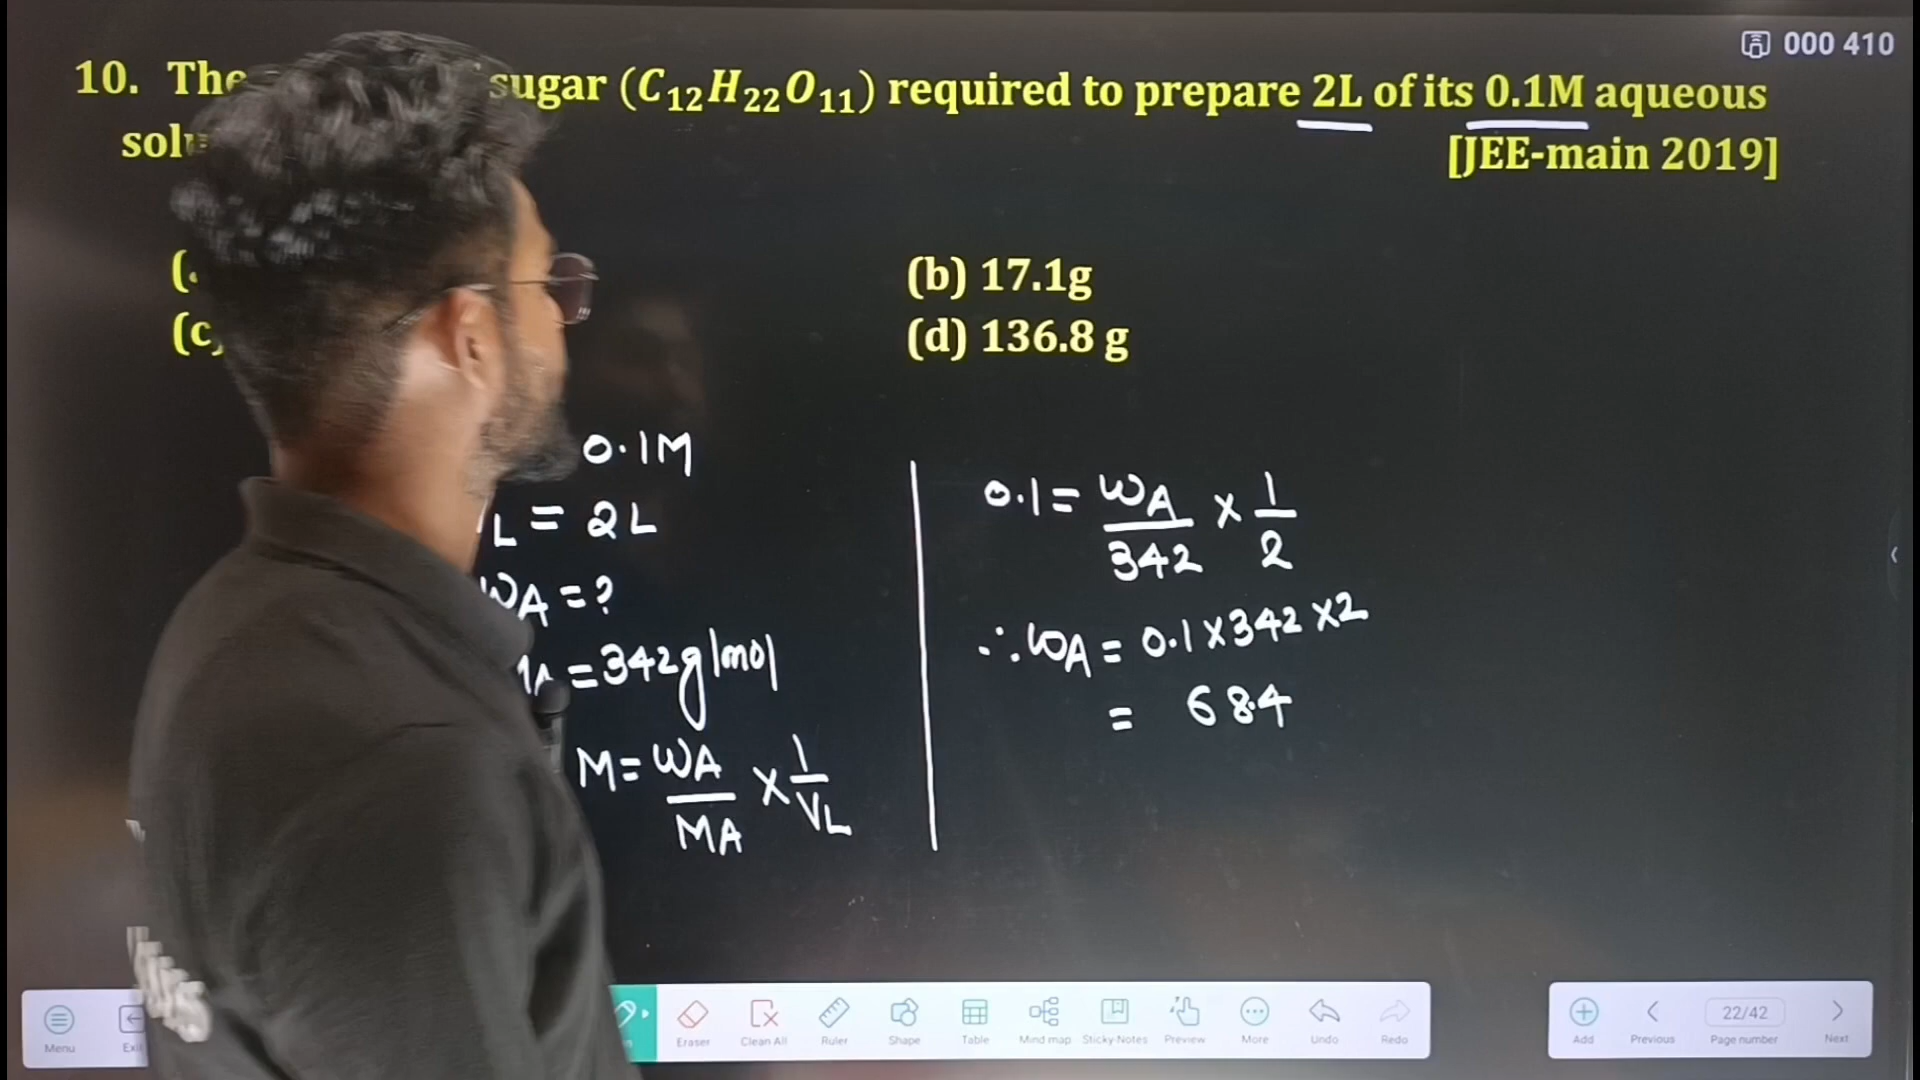 000 410
10. The sugar (C12H22O11) required to prepare 2L of its 0.1M aqueous
[JEE-main 2019]
(b) 17.1g
(c)
(d) 136.8 g
0.1M
L = 2L
WA = ?
= 342 g/mol
M = WA/MA × 1/VL
0.1 = WA/342 × 1/2
∴ WA = 0.1 × 342 × 2
= 68.4
Menu
Eraser
Clean All
Ruler
Shape
Table
Mind map
Sticky Notes
Preview
More
Undo
Redo
Add
Previous
22/42
Page number
Next